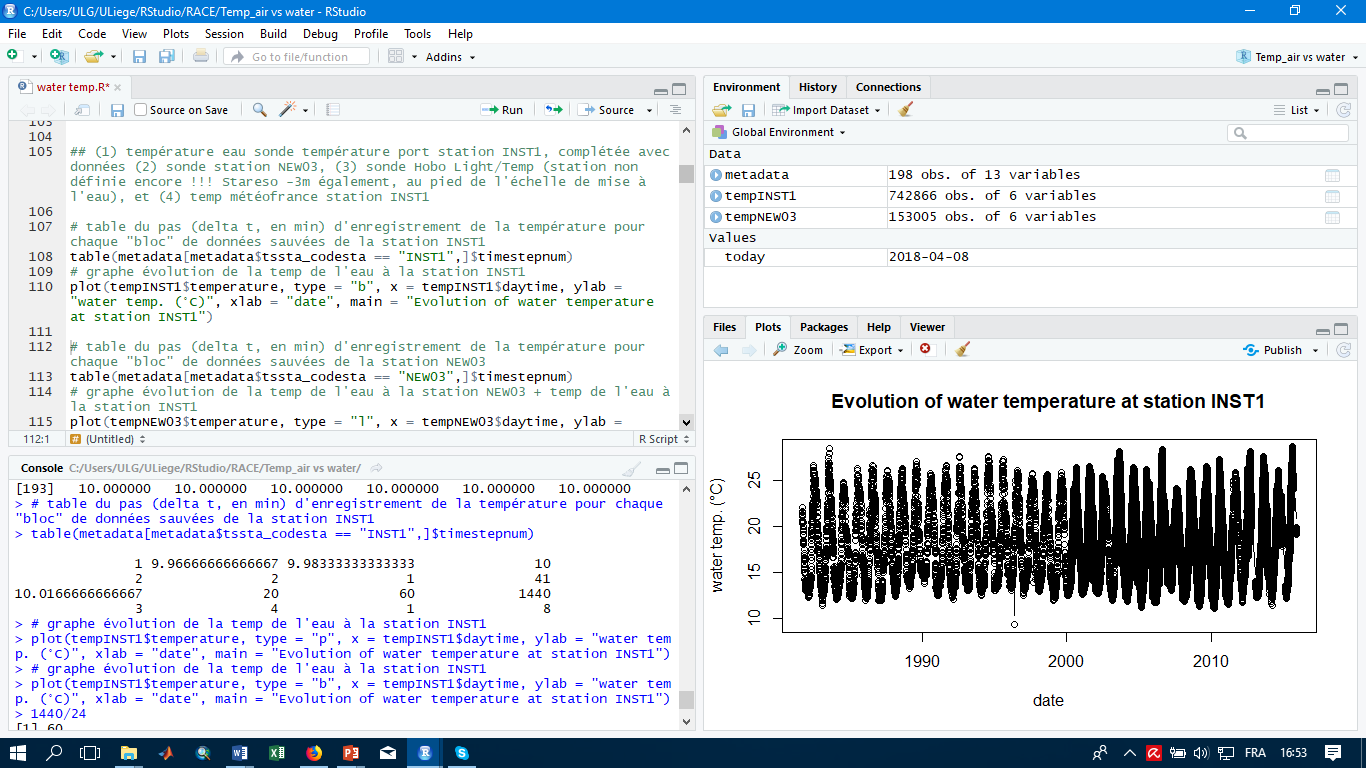 C:/Users/ULG/ULiege/RStudio/RACE/Temp_air vs water - RStudio
File Edit Code View Plots Session Build Debug Profile Tools Help
Go to file/function Addins Temp_air vs water
water temp.R*
Source on Save Run Source
103
104
105 ## (1) température eau sonde température port station INST1, complétée avec
données (2) sonde station NEWO3, (3) sonde Hobo Light/Temp (station non
définie encore !!! Stareso -3m également, au pied de l'échelle de mise à
l'eau), et (4) temp météofrance station INST1
106
107 # table du pas (delta t, en min) d'enregistrement de la température pour
chaque "bloc" de données sauvées de la station INST1
108 table(metadata[metadata$tssta_codesta == "INST1",]$timestepnum)
109 # graphe évolution de la temp de l'eau à la station INST1
110 plot(tempINST1$temperature, type = "b", x = tempINST1$daytime, ylab =
"water temp. (°C)", xlab = "date", main = "Evolution of water temperature
at station INST1")
111
112 # table du pas (delta t, en min) d'enregistrement de la température pour
chaque "bloc" de données sauvées de la station NEWO3
113 table(metadata[metadata$tssta_codesta == "NEWO3",]$timestepnum)
114 # graphe évolution de la temp de l'eau à la station NEWO3 + temp de l'eau à
la station INST1
115 plot(tempNEWO3$temperature, type = "l", x = tempNEWO3$daytime, ylab =
112:1 (Untitled) R Script
Console C:/Users/ULG/ULiege/RStudio/RACE/Temp_air vs water/
[193] 10.000000 10.000000 10.000000 10.000000 10.000000 10.000000
> # table du pas (delta t, en min) d'enregistrement de la température pour chaque
"bloc" de données sauvées de la station INST1
> table(metadata[metadata$tssta_codesta == "INST1",]$timestepnum)
1 9.96666666666667 9.98333333333333 10
2 2 1 41
10.0166666666667 20 60 1440
3 4 1 8
> # graphe évolution de la temp de l'eau à la station INST1
> plot(tempINST1$temperature, type = "p", x = tempINST1$daytime, ylab = "water tem
p. (°C)", xlab = "date", main = "Evolution of water temperature at station INST1")
> # graphe évolution de la temp de l'eau à la station INST1
> plot(tempINST1$temperature, type = "b", x = tempINST1$daytime, ylab = "water tem
p. (°C)", xlab = "date", main = "Evolution of water temperature at station INST1")
> 1440/24
[1] 60
Environment History Connections
Import Dataset List
Global Environment
Data
metadata 198 obs. of 13 variables
tempINST1 742866 obs. of 6 variables
tempNEWO3 153005 obs. of 6 variables
Values
today 2018-04-08
Files Plots Packages Help Viewer
Zoom Export Publish
Evolution of water temperature at station INST1
water temp. (°C)
25
20
15
10
1990 2000 2010
date
FRA 16:53